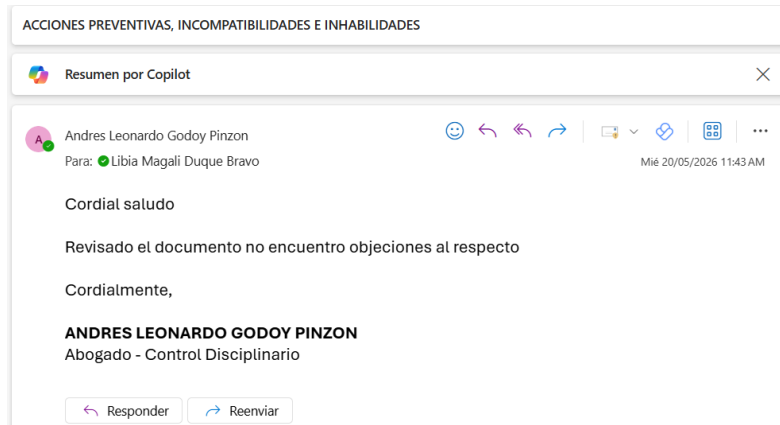 ACCIONES PREVENTIVAS, INCOMPATIBILIDADES E INHABILIDADES
Resumen por Copilot
A
Andres Leonardo Godoy Pinzon
Para: Libia Magali Duque Bravo
Mié 20/05/2026 11:43 AM
Cordial saludo
Revisado el documento no encuentro objeciones al respecto
Cordialmente,
ANDRES LEONARDO GODOY PINZON
Abogado - Control Disciplinario
Responder
Reenviar